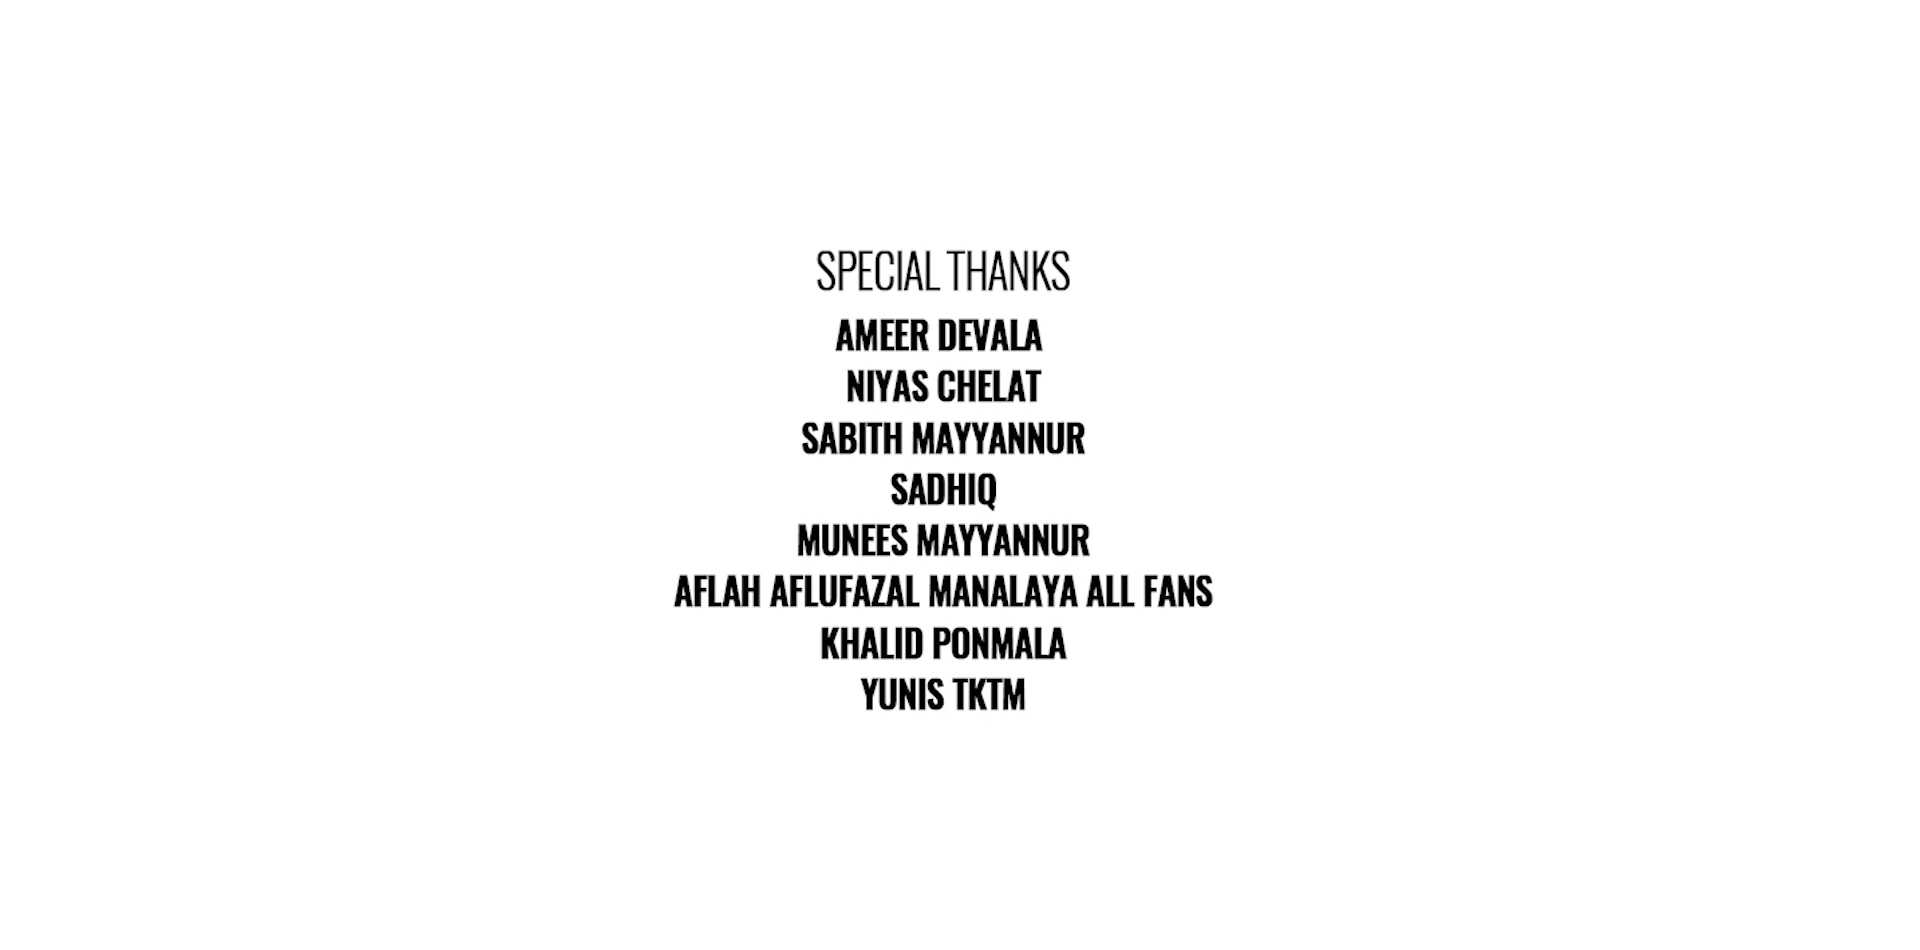 SPECIAL THANKS
AMEER DEVALA
NIYAS CHELAT
SABITH MAYYANNUR
SADHIQ
MUNEES MAYYANNUR
AFLAH AFLUFAZAL MANALAYA ALL FANS
KHALID PONMALA
YUNIS TKTM